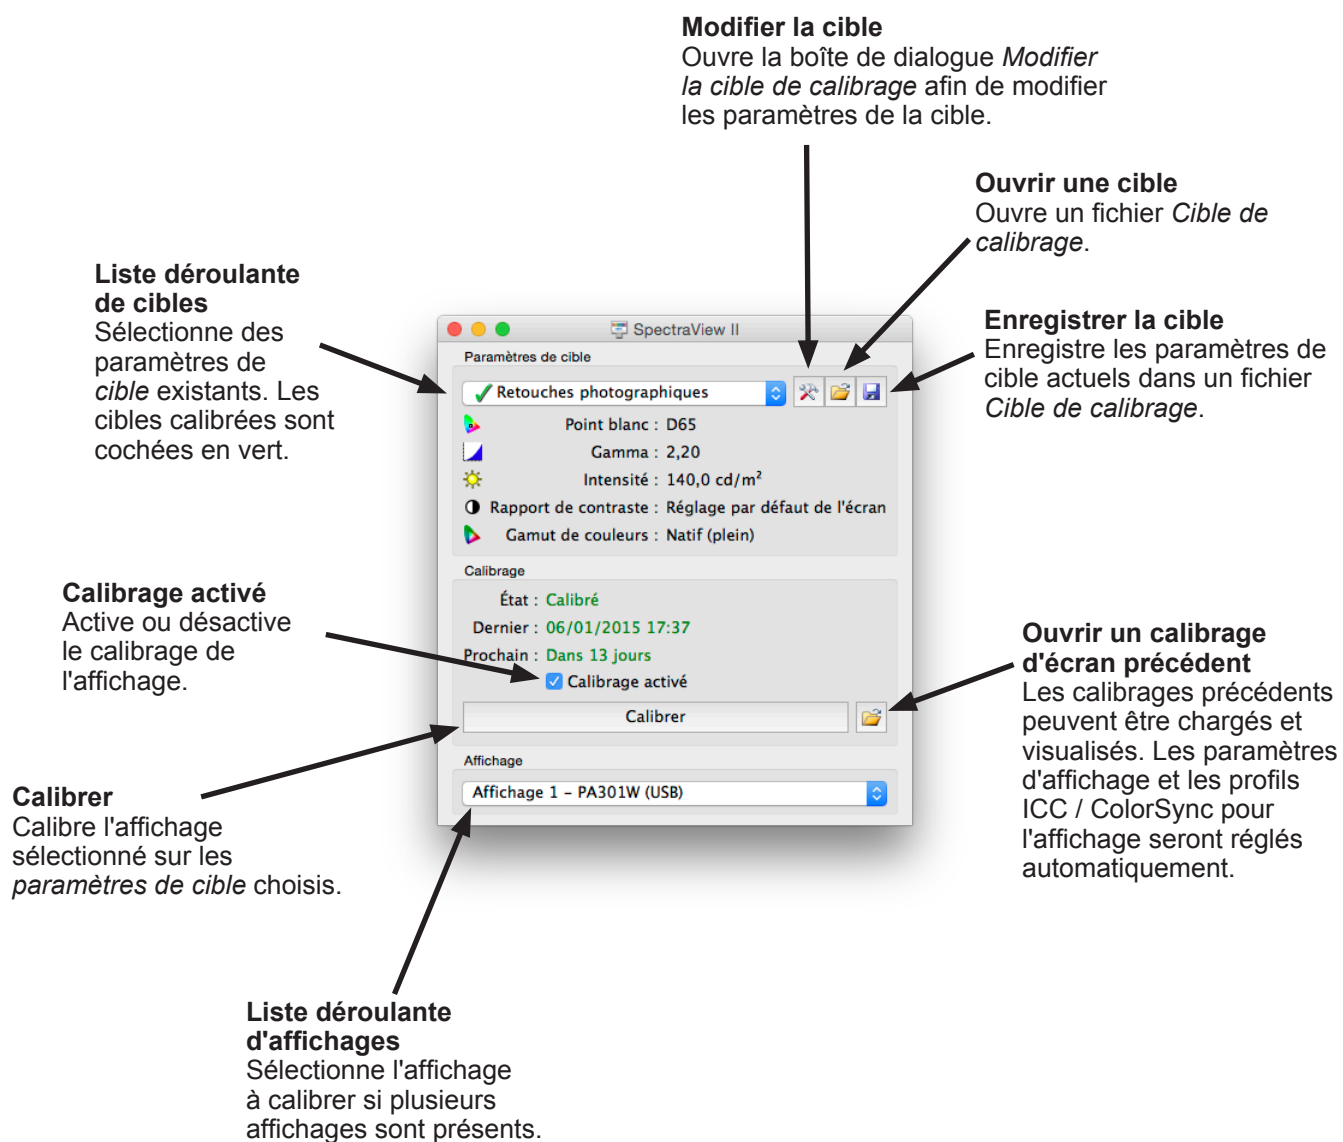 Modifier la cible
Ouvre la boîte de dialogue Modifier
la cible de calibrage afin de modifier
les paramètres de la cible.
Ouvrir une cible
Ouvre un fichier Cible de
calibrage.
Liste déroulante
de cibles
Sélectionne des
paramètres de
cible existants. Les
cibles calibrées sont
cochées en vert.
Enregistrer la cible
Enregistre les paramètres de
cible actuels dans un fichier
Cible de calibrage.
SpectraView II
Paramètres de cible
Retouches photographiques
Point blanc : D65
Gamma : 2,20
Intensité : 140,0 cd/m²
Rapport de contraste : Réglage par défaut de l'écran
Gamut de couleurs : Natif (plein)
Calibrage
État : Calibré
Dernier : 06/01/2015 17:37
Prochain : Dans 13 jours
Calibrage activé
Calibrer
Affichage
Affichage 1 – PA301W (USB)
Calibrage activé
Active ou désactive
le calibrage de
l'affichage.
Ouvrir un calibrage
d'écran précédent
Les calibrages précédents
peuvent être chargés et
visualisés. Les paramètres
d'affichage et les profils
ICC / ColorSync pour
l'affichage seront réglés
automatiquement.
Calibrer
Calibre l'affichage
sélectionné sur les
paramètres de cible choisis.
Liste déroulante
d'affichages
Sélectionne l'affichage
à calibrer si plusieurs
affichages sont présents.